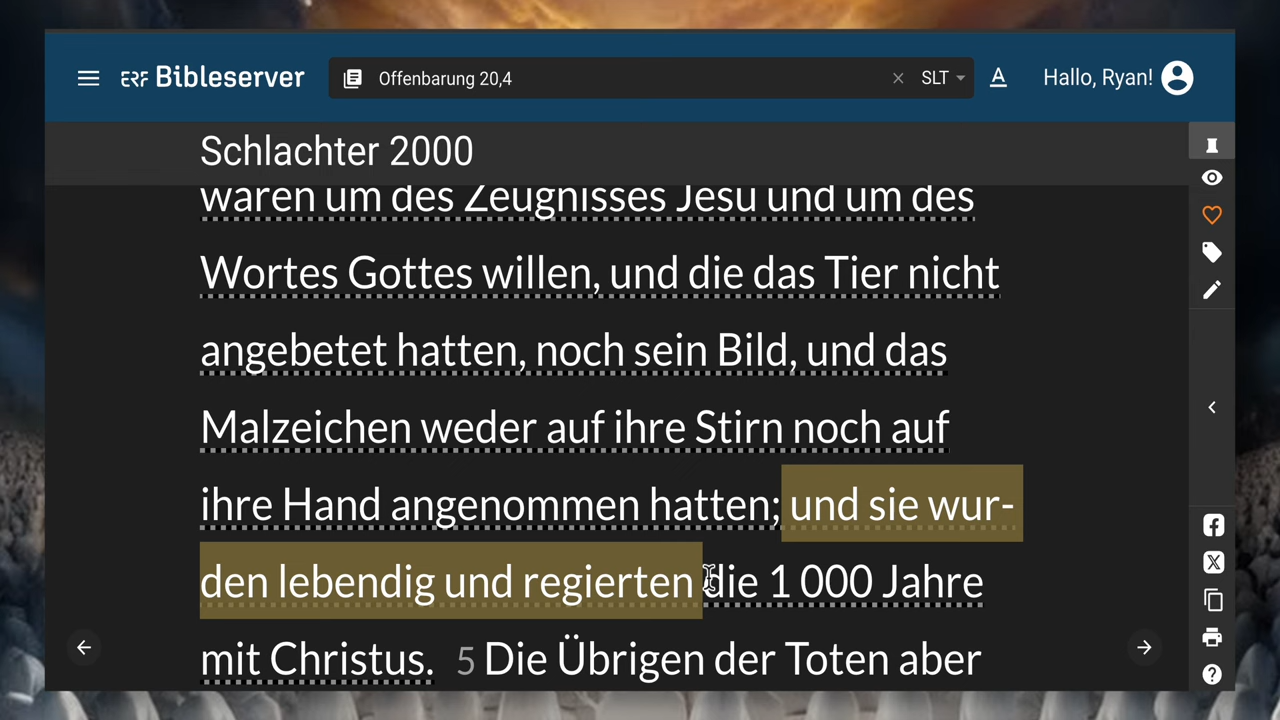 ERF Bibleserver
Offenbarung 20,4
SLT
A
Hallo, Ryan!
Schlachter 2000
waren um des Zeugnisses Jesu und um des
Wortes Gottes willen, und die das Tier nicht
angebetet hatten, noch sein Bild, und das
Malzeichen weder auf ihre Stirn noch auf
ihre Hand angenommen hatten; und sie wur-
den lebendig und regierten die 1 000 Jahre
mit Christus. 5 Die Übrigen der Toten aber